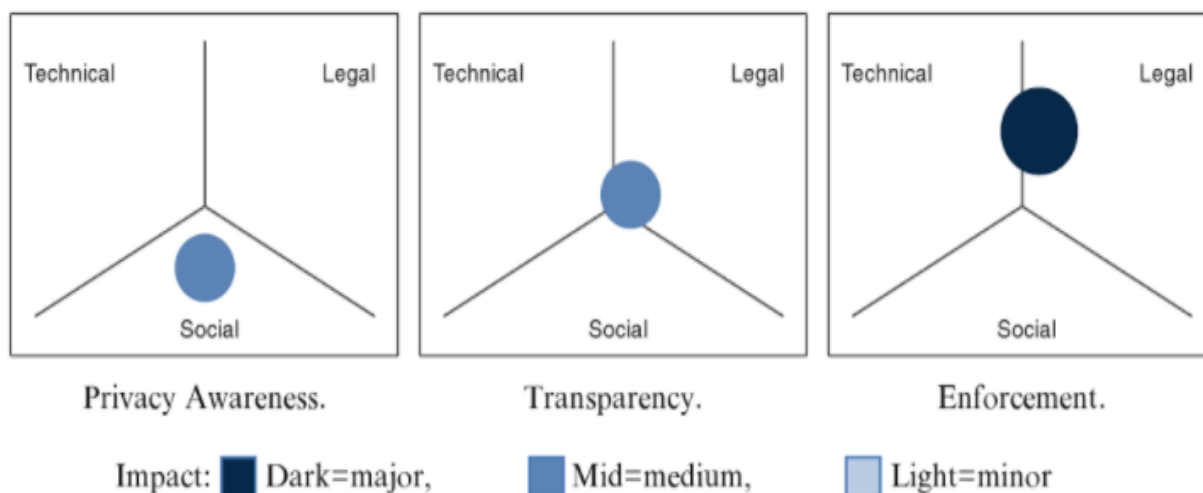 Technical Legal Technical Legal Technical Legal
Social Social Social
Privacy Awareness. Transparency. Enforcement.
Impact: Dark=major, Mid=medium, Light=minor